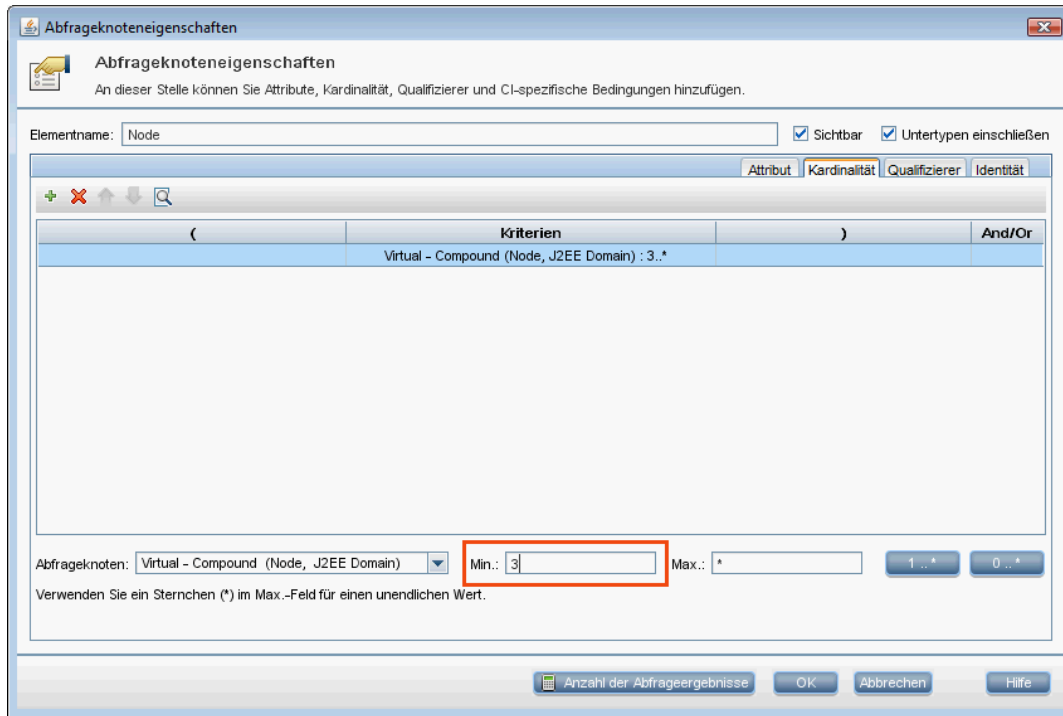 Abfrageknoteneigenschaften
Abfrageknoteneigenschaften
An dieser Stelle können Sie Attribute, Kardinalität, Qualifizierer und CI-spezifische Bedingungen hinzufügen.
Elementname: Node Sichtbar Untertypen einschließen
Attribut Kardinalität Qualifizierer Identität
( Kriterien ) And/Or
Virtual - Compound (Node, J2EE Domain) : 3..*
Abfrageknoten: Virtual - Compound (Node, J2EE Domain) Min.: 3 Max.: * 1 ..* 0 ..*
Verwenden Sie ein Sternchen (*) im Max.-Feld für einen unendlichen Wert.
Anzahl der Abfrageergebnisse OK Abbrechen Hilfe